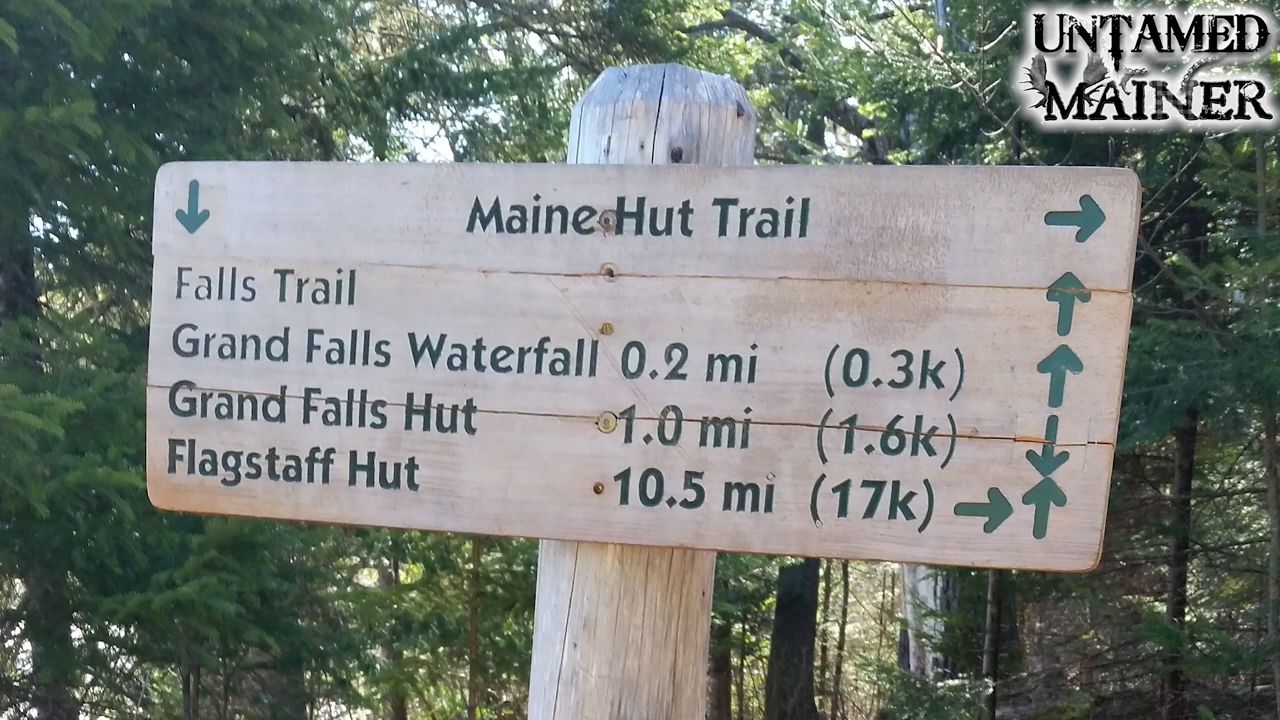 UNTAMED
MAINER
↓ Maine Hut Trail →
Falls Trail ↑
Grand Falls Waterfall 0.2 mi (0.3k) ↑
Grand Falls Hut 1.0 mi (1.6k) ↓
Flagstaff Hut 10.5 mi (17k) → ↑